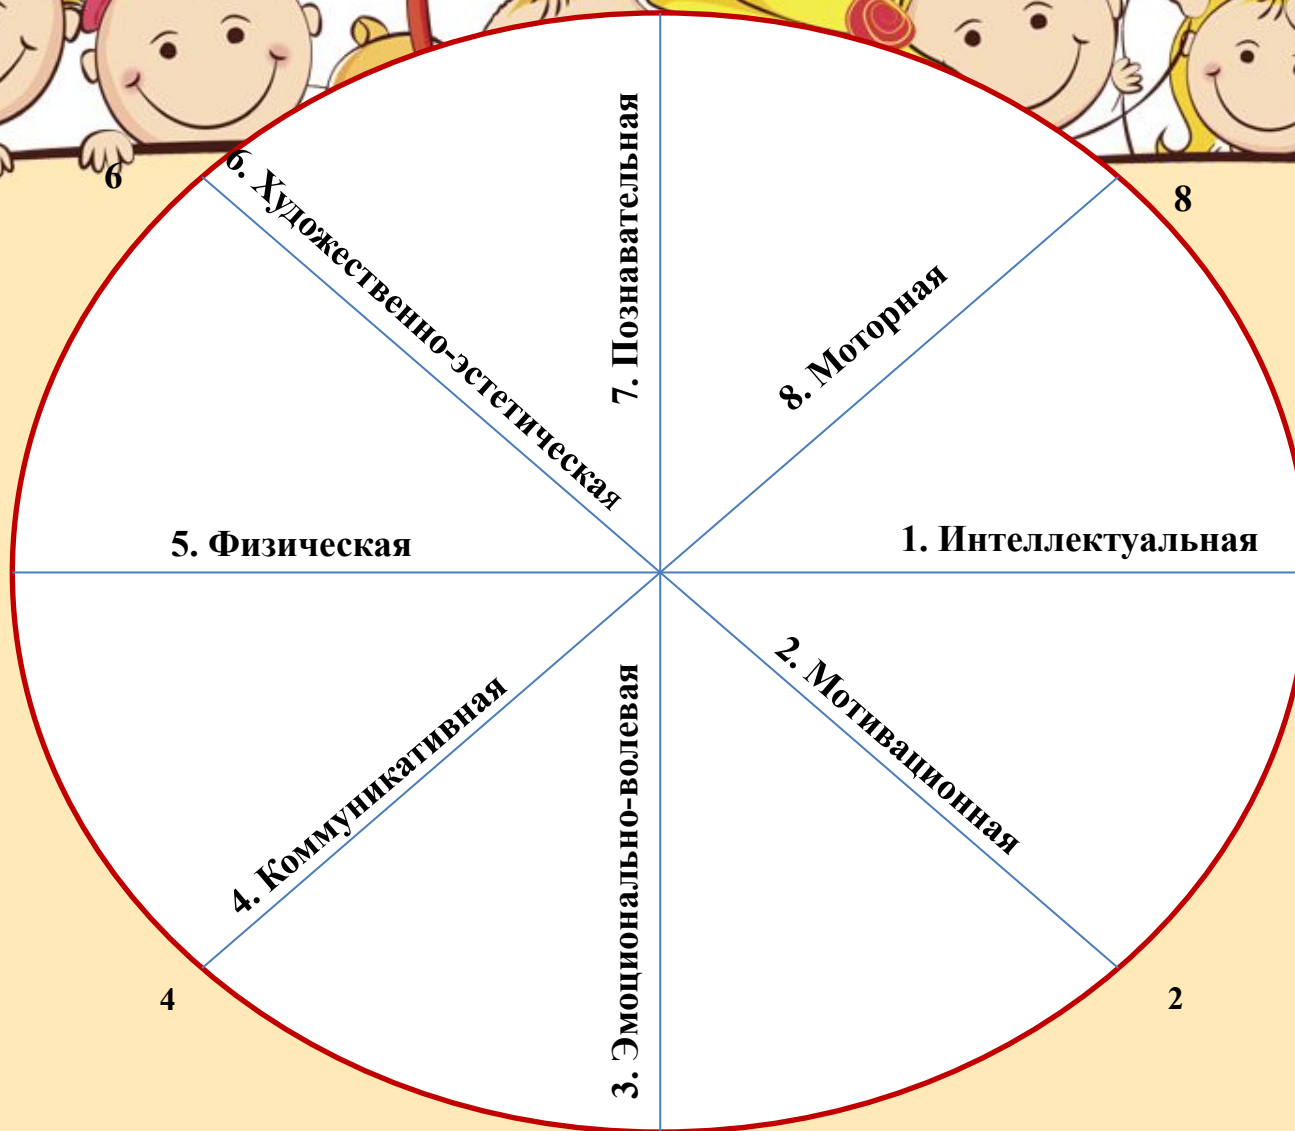 6
8
6. Художественно-эстетическая
7. Познавательная
8. Моторная
5. Физическая
1. Интеллектуальная
4. Коммуникативная
3. Эмоционально-волевая
2. Мотивационная
4
2